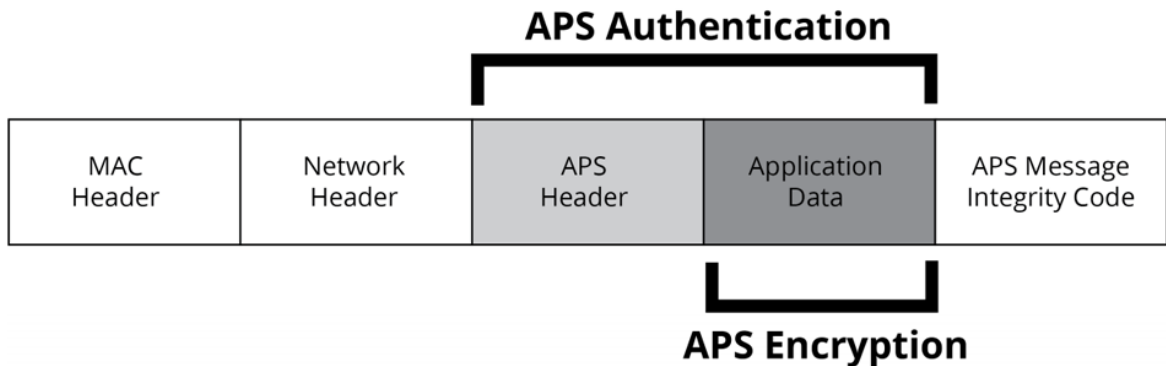 APS Authentication
MAC
Header
Network
Header
APS
Header
Application
Data
APS Message
Integrity Code
APS Encryption